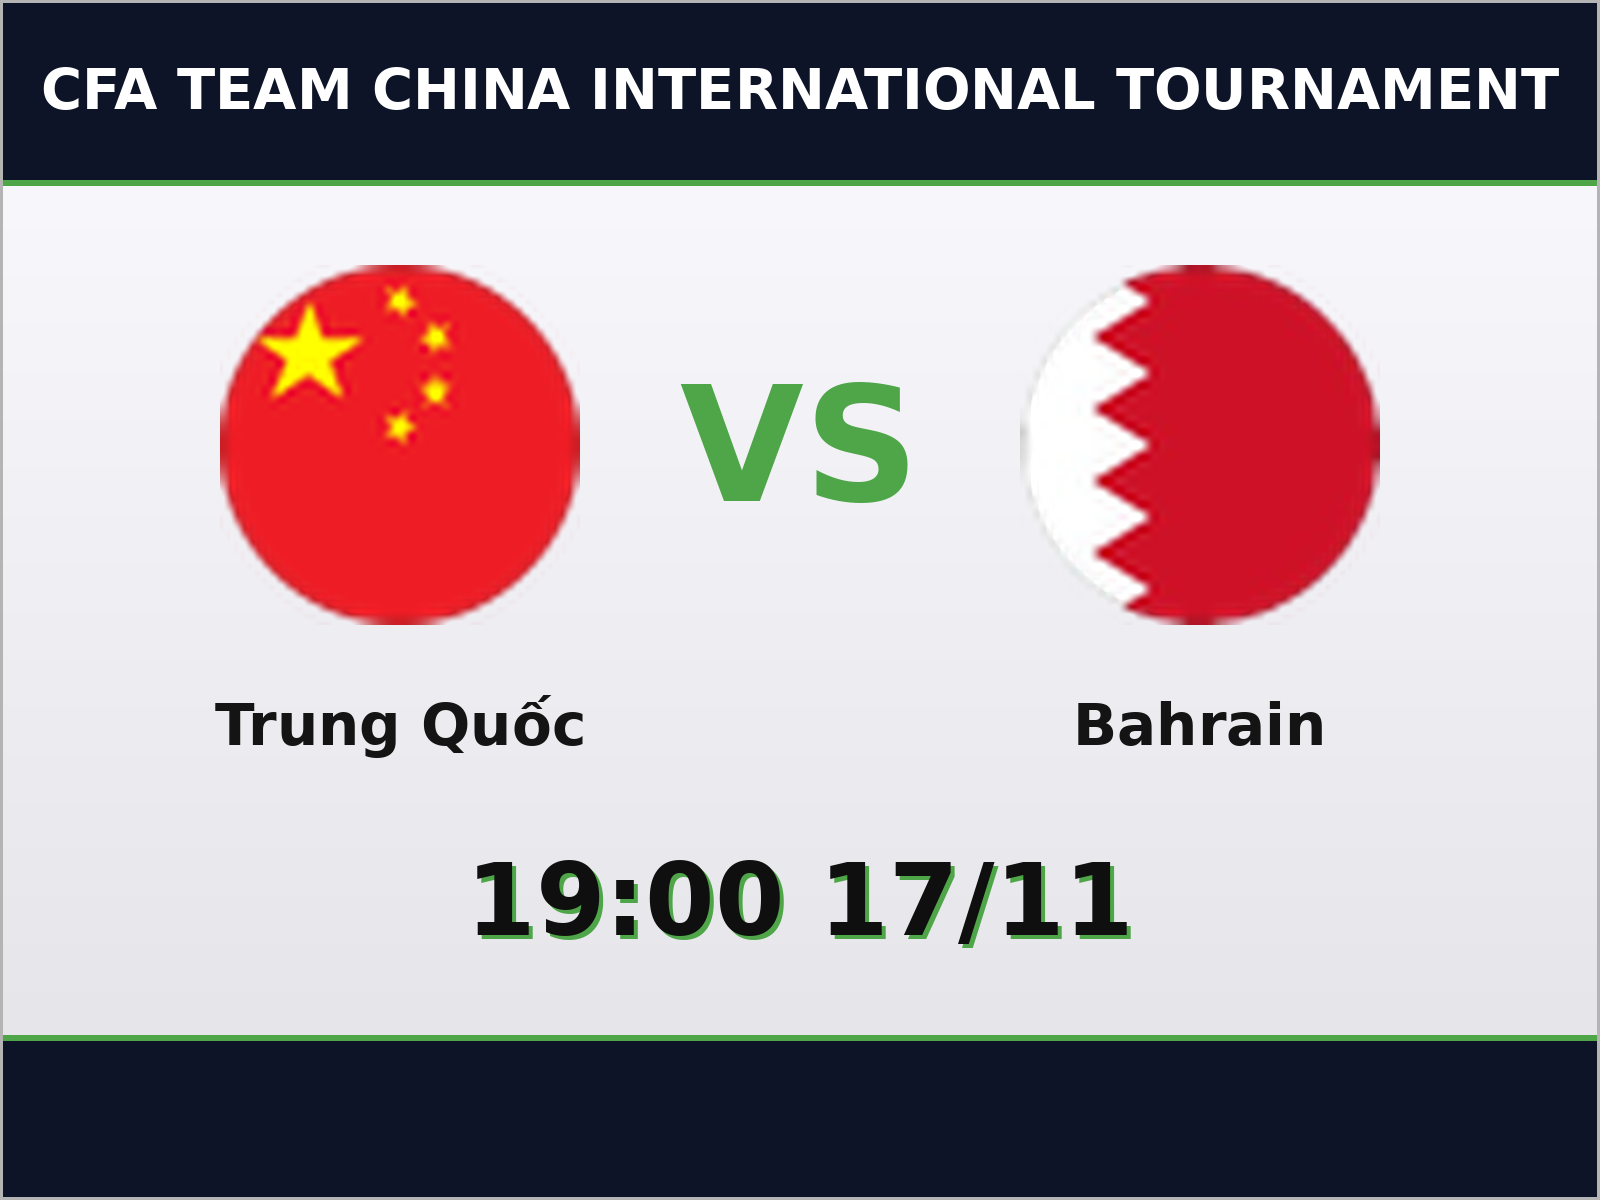 CFA TEAM CHINA INTERNATIONAL TOURNAMENT
VS
Trung Quốc
Bahrain
19:00 17/11